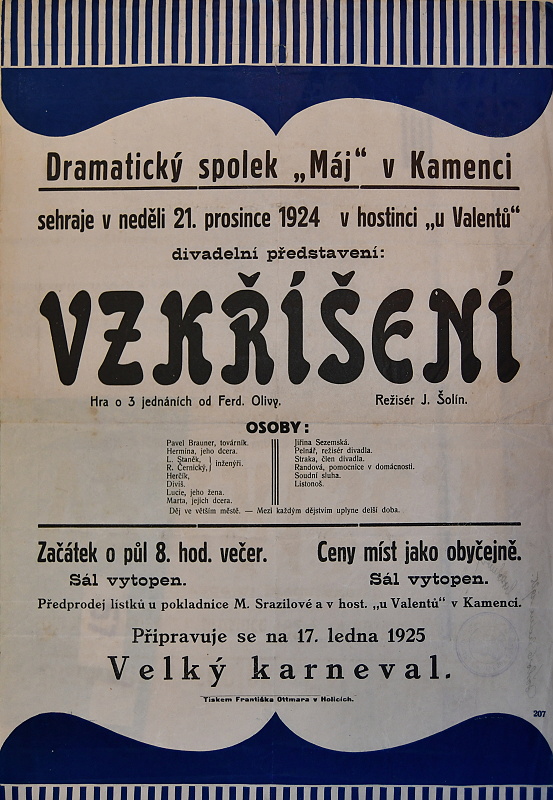 Dramatický spolek „Máj“ v Kamenci
sehraje v neděli 21. prosince 1924 v hostinci „u Valentů“
divadelní představení:
VZKŘÍŠENÍ
Hra o 3 jednáních od Ferd. Olivy.
Režisér J. Šolín.
OSOBY:
Pavel Brauner, továrník.
Hermina, jeho dcera.
L. Staněk,
R. Černický, } inženýři.
Herčík,
Diviš.
Lucie, jeho žena.
Marta, jejich dcera.
Jiřina Sezemská.
Pelnář, režisér divadla.
Straka, člen divadla.
Randová, pomocnice v domácnosti.
Soudní sluha.
Listonoš.
Děj ve větším městě. — Mezi každým dějstvím uplyne delší doba.
Začátek o půl 8. hod. večer.
Ceny míst jako obyčejně.
Sál vytopen.
Sál vytopen.
Předprodej lístků u pokladnice M. Srazilové a v host. „u Valentů“ v Kamenci.
Připravuje se na 17. ledna 1925
Velký karneval.
Tiskem Františka Ottmara v Holicích.
207